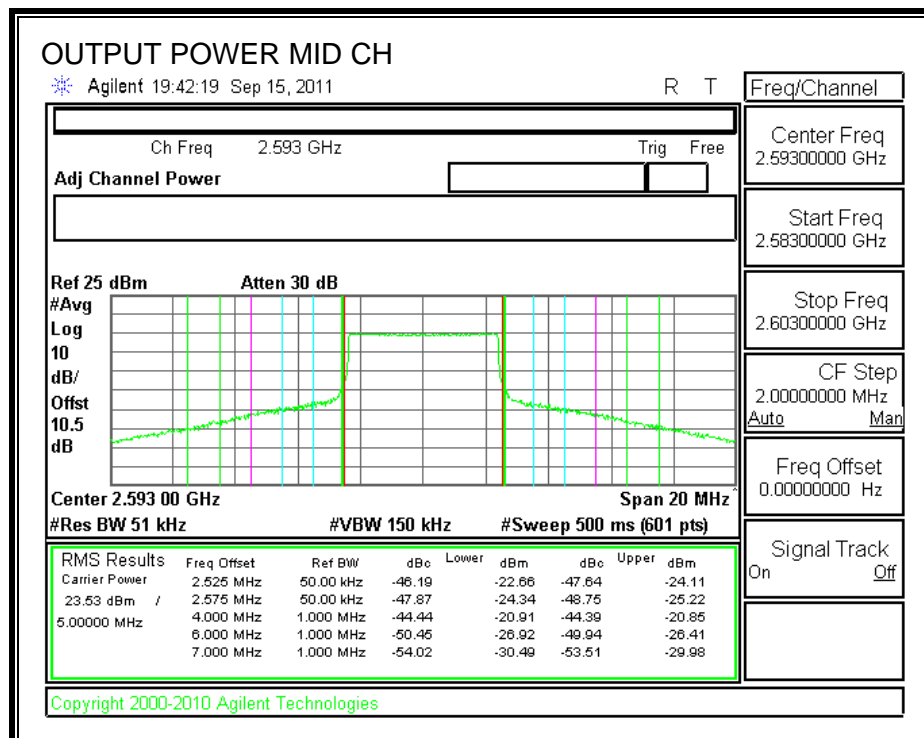 OUTPUT POWER MID CH
Agilent 19:42:19 Sep 15, 2011 R T
Ch Freq 2.593 GHz Trig Free
Adj Channel Power
Ref 25 dBm Atten 30 dB
#Avg
Log
10
dB/
Offst
10.5
dB
Center 2.593 00 GHz Span 20 MHz^
#Res BW 51 kHz #VBW 150 kHz #Sweep 500 ms (601 pts)
RMS Results Freq Offset Ref BW dBc Lower dBm dBc Upper dBm
Carrier Power 2.525 MHz 50.00 kHz -46.19 -22.66 -47.64 -24.11
23.53 dBm / 2.575 MHz 50.00 kHz -47.87 -24.34 -48.75 -25.22
5.00000 MHz 4.000 MHz 1.000 MHz -44.44 -20.91 -44.39 -20.85
6.000 MHz 1.000 MHz -50.45 -26.92 -49.94 -26.41
7.000 MHz 1.000 MHz -54.02 -30.49 -53.51 -29.98
Copyright 2000-2010 Agilent Technologies
Freq/Channel
Center Freq
2.59300000 GHz
Start Freq
2.58300000 GHz
Stop Freq
2.60300000 GHz
CF Step
2.00000000 MHz
Auto Man
Freq Offset
0.00000000 Hz
Signal Track
On Off